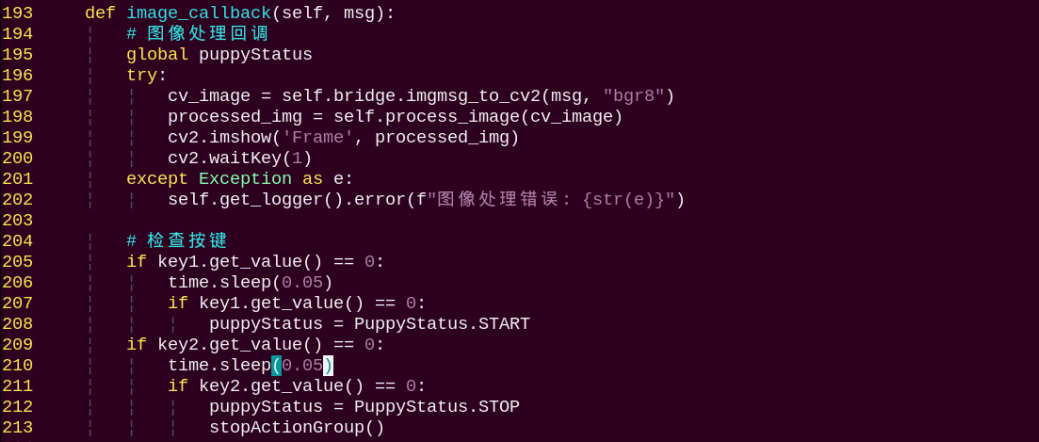 193     def image_callback(self, msg):
194         # 图像处理回调
195         global puppyStatus
196         try:
197             cv_image = self.bridge.imgmsg_to_cv2(msg, "bgr8")
198             processed_img = self.process_image(cv_image)
199             cv2.imshow('Frame', processed_img)
200             cv2.waitKey(1)
201         except Exception as e:
202             self.get_logger().error(f"图像处理错误: {str(e)}")
203
204         # 检查按键
205         if key1.get_value() == 0:
206             time.sleep(0.05)
207             if key1.get_value() == 0:
208                 puppyStatus = PuppyStatus.START
209         if key2.get_value() == 0:
210             time.sleep(0.05)
211             if key2.get_value() == 0:
212                 puppyStatus = PuppyStatus.STOP
213                 stopActionGroup()